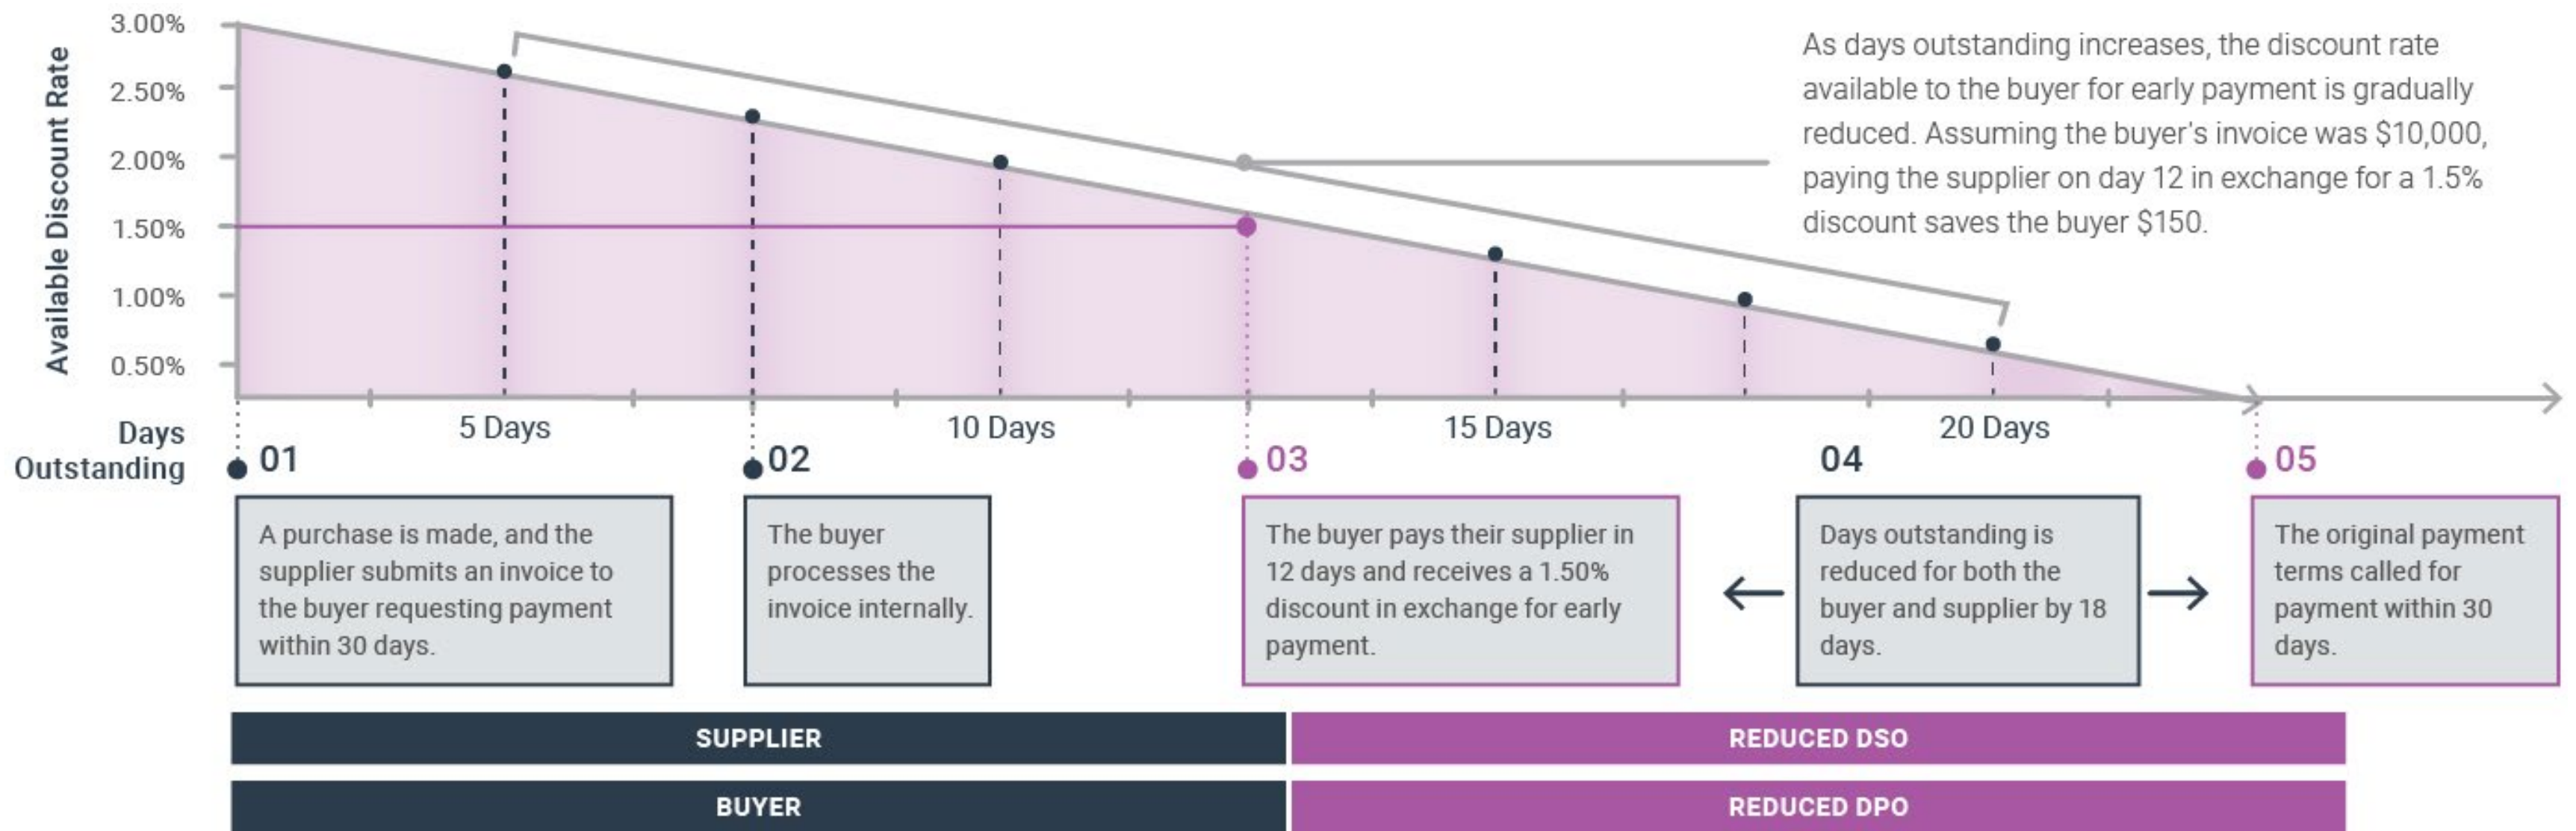 3.00%
2.50%
2.00%
1.50%
1.00%
0.50%
Available Discount Rate
As days outstanding increases, the discount rate
available to the buyer for early payment is gradually
reduced. Assuming the buyer's invoice was $10,000,
paying the supplier on day 12 in exchange for a 1.5%
discount saves the buyer $150.
Days
Outstanding
5 Days
10 Days
15 Days
20 Days
01
A purchase is made, and the
supplier submits an invoice to
the buyer requesting payment
within 30 days.
02
The buyer
processes the
invoice internally.
03
The buyer pays their supplier in
12 days and receives a 1.50%
discount in exchange for early
payment.
04
Days outstanding is
reduced for both the
buyer and supplier by 18
days.
05
The original payment
terms called for
payment within 30
days.
SUPPLIER
REDUCED DSO
BUYER
REDUCED DPO